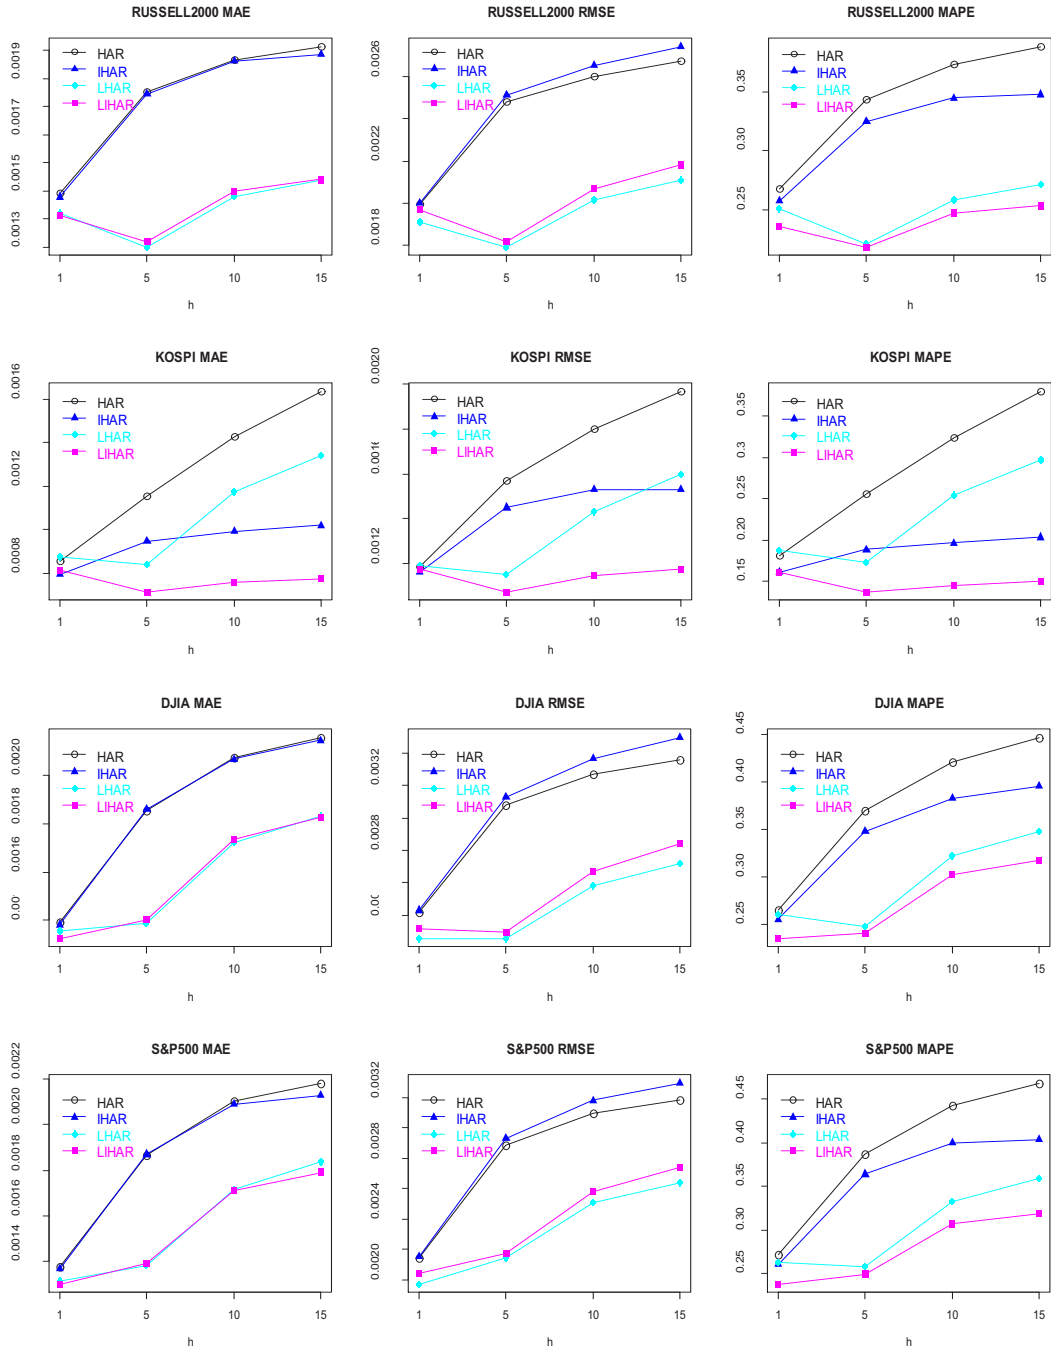 RUSSELL2000 MAE
0.0019
0.0017
0.0015
0.0013
HAR
IHAR
LHAR
LIHAR
1 5 10 15
h
RUSSELL2000 RMSE
0.0026
0.0022
0.0018
HAR
IHAR
LHAR
LIHAR
1 5 10 15
h
RUSSELL2000 MAPE
0.35
0.30
0.25
HAR
IHAR
LHAR
LIHAR
1 5 10 15
h
KOSPI MAE
0.0016
0.0012
0.0008
HAR
IHAR
LHAR
LIHAR
1 5 10 15
h
KOSPI RMSE
0.0020
0.0016
0.0012
HAR
IHAR
LHAR
LIHAR
1 5 10 15
h
KOSPI MAPE
0.35
0.3
0.25
0.20
0.15
HAR
IHAR
LHAR
LIHAR
1 5 10 15
h
DJIA MAE
0.0020
0.0018
0.0016
0.00
HAR
IHAR
LHAR
LIHAR
1 5 10 15
h
DJIA RMSE
0.0032
0.0028
0.00
HAR
IHAR
LHAR
LIHAR
1 5 10 15
h
DJIA MAPE
0.45
0.40
0.35
0.30
0.25
HAR
IHAR
LHAR
LIHAR
1 5 10 15
h
S&P500 MAE
0.0022
0.0020
0.0018
0.0016
0.0014
HAR
IHAR
LHAR
LIHAR
1 5 10 15
h
S&P500 RMSE
0.0032
0.0028
0.0024
0.0020
HAR
IHAR
LHAR
LIHAR
1 5 10 15
h
S&P500 MAPE
0.45
0.40
0.35
0.30
0.25
HAR
IHAR
LHAR
LIHAR
1 5 10 15
h